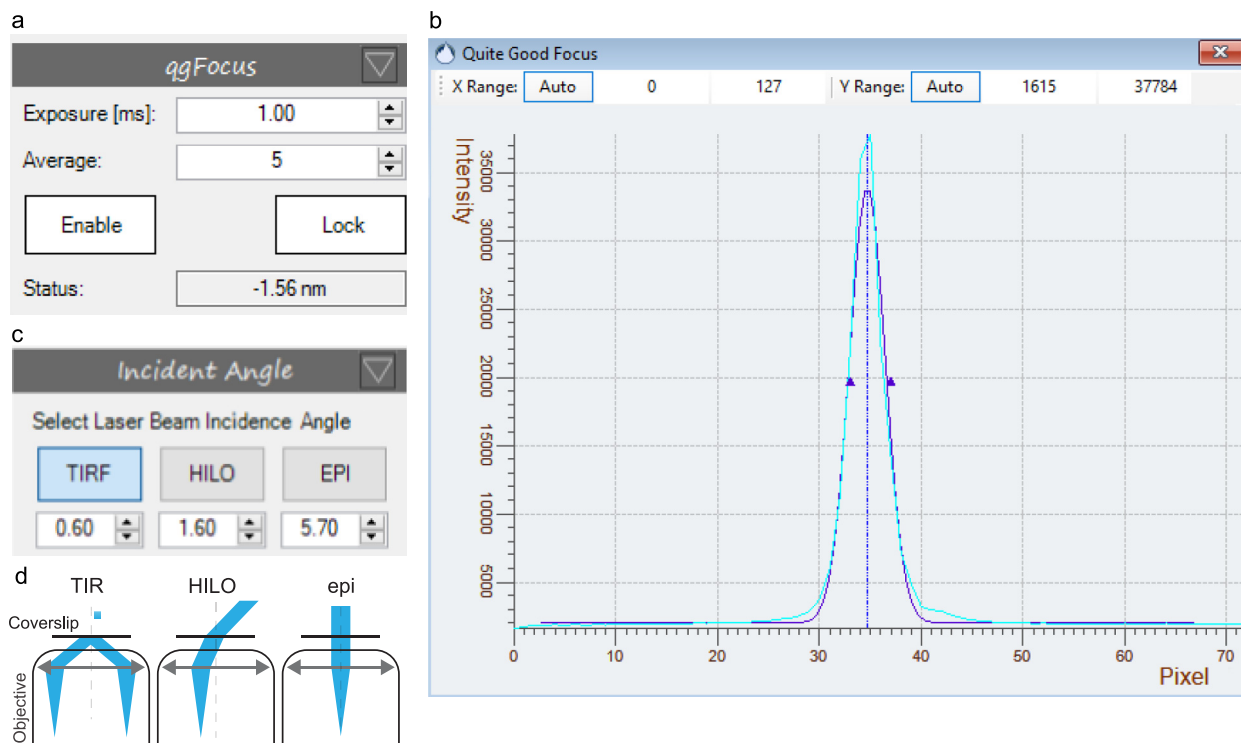 a
qgFocus
Exposure [ms]: 1.00
Average: 5
Enable Lock
Status: -1.56 nm
b
Quite Good Focus
X Range: Auto 0 127 Y Range: Auto 1615 37784
Intensity
35000
30000
25000
20000
15000
10000
5000
0 10 20 30 40 50 60 70
Pixel
c
Incident Angle
Select Laser Beam Incidence Angle
TIRF HILO EPI
0.60 1.60 5.70
d
TIR HILO epi
Coverslip
Objective